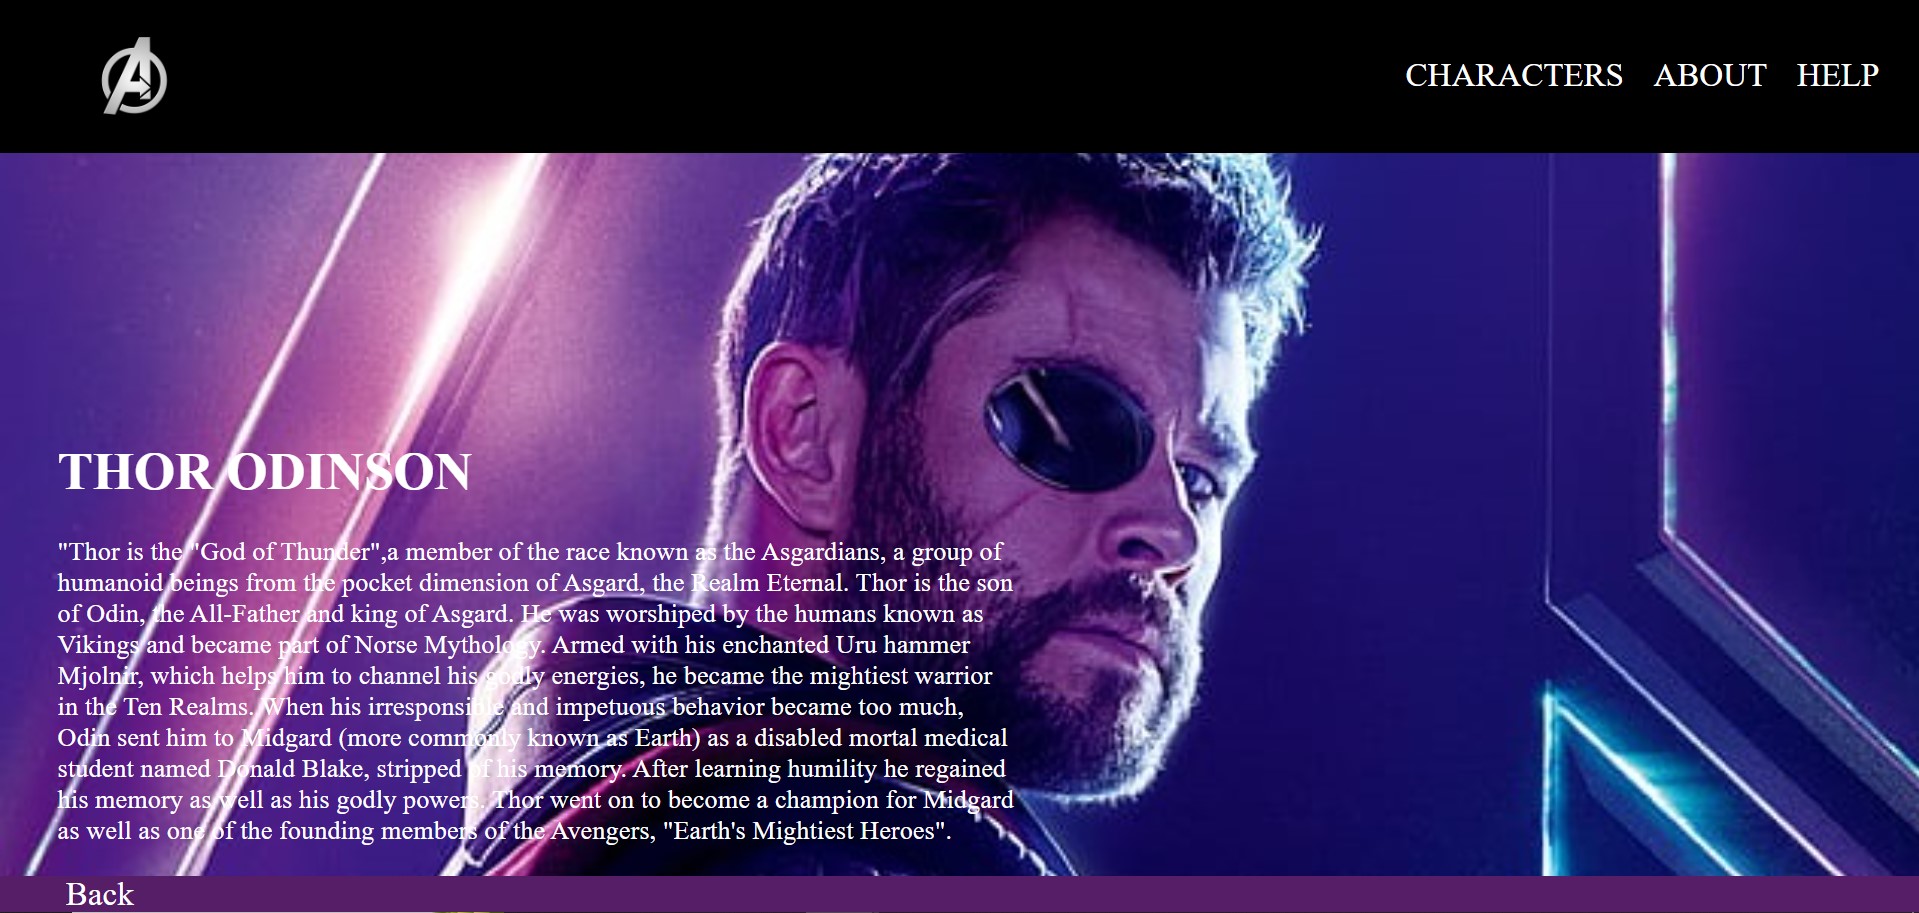 A
CHARACTERS ABOUT HELP
THOR ODINSON
"Thor is the "God of Thunder",a member of the race known as the Asgardians, a group of
humanoid beings from the pocket dimension of Asgard, the Realm Eternal. Thor is the son
of Odin, the All-Father and king of Asgard. He was worshiped by the humans known as
Vikings and became part of Norse Mythology. Armed with his enchanted Uru hammer
Mjolnir, which helps him to channel his godly energies, he became the mightiest warrior
in the Ten Realms. When his irresponsible and impetuous behavior became too much,
Odin sent him to Midgard (more commonly known as Earth) as a disabled mortal medical
student named Donald Blake, stripped of his memory. After learning humility he regained
his memory as well as his godly powers. Thor went on to become a champion for Midgard
as well as one of the founding members of the Avengers, "Earth's Mightiest Heroes".
Back